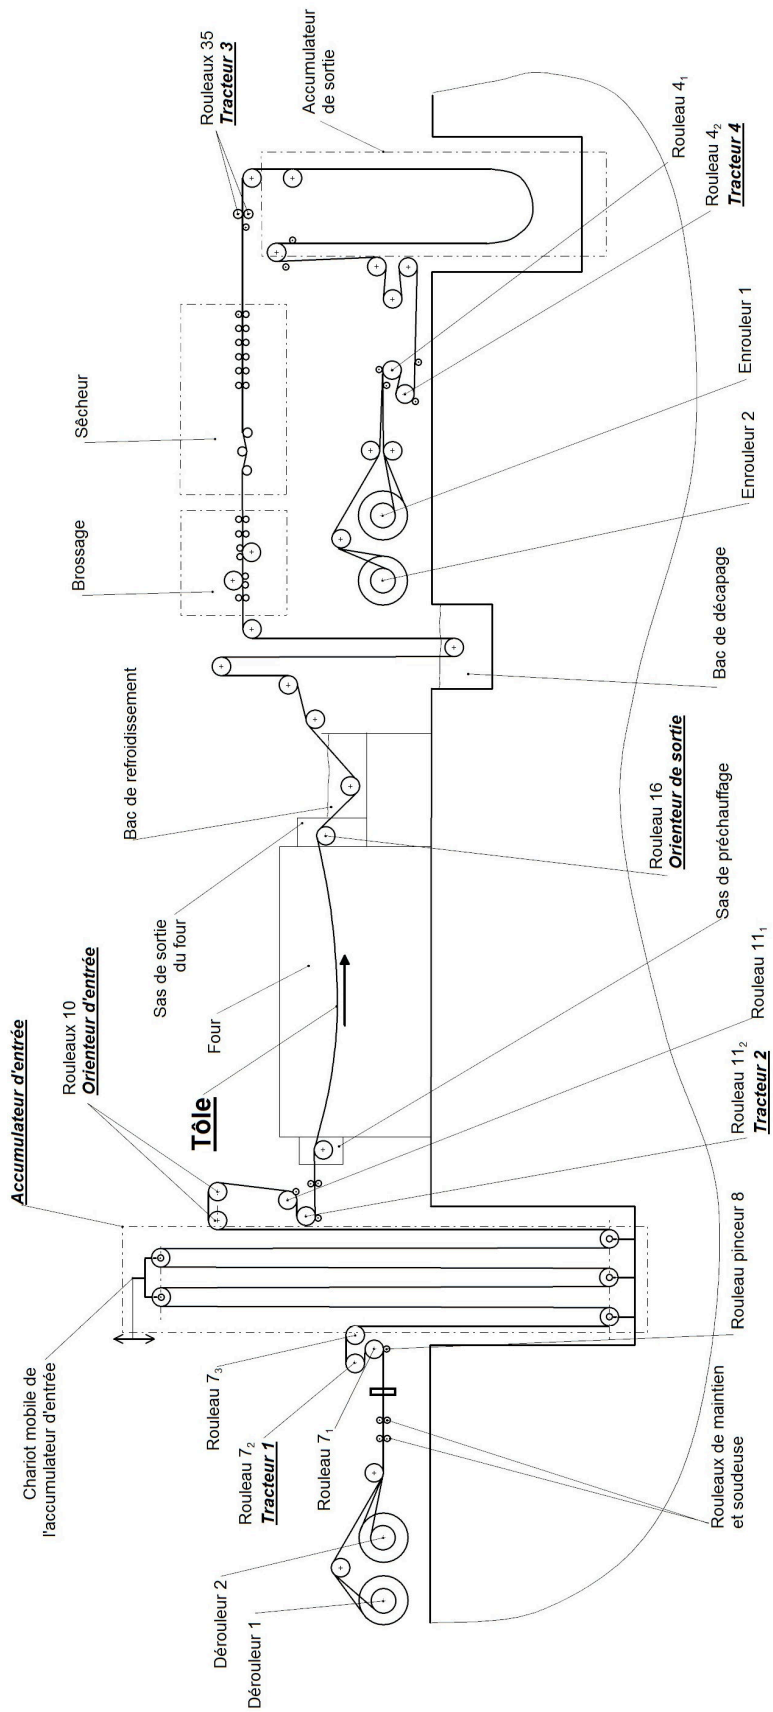 Accumulateur d'entrée
Chariot mobile de
l'accumulateur d'entrée
Rouleaux 10
Orienteur d'entrée
Dérouleur 2
Dérouleur 1
Rouleau 7₃
Rouleau 7₂
Tracteur 1
Rouleau 7₁
Tôle
Four
Sas de sortie
du four
Bac de refroidissement
Brossage
Sécheur
Rouleaux 35
Tracteur 3
Accumulateur
de sortie
Rouleaux de maintien
et soudeuse
Rouleau pinceur 8
Rouleau 11₂
Tracteur 2
Rouleau 11₁
Sas de préchauffage
Rouleau 16
Orienteur de sortie
Bac de décapage
Enrouleur 2
Enrouleur 1
Rouleau 4₂
Tracteur 4
Rouleau 4₁